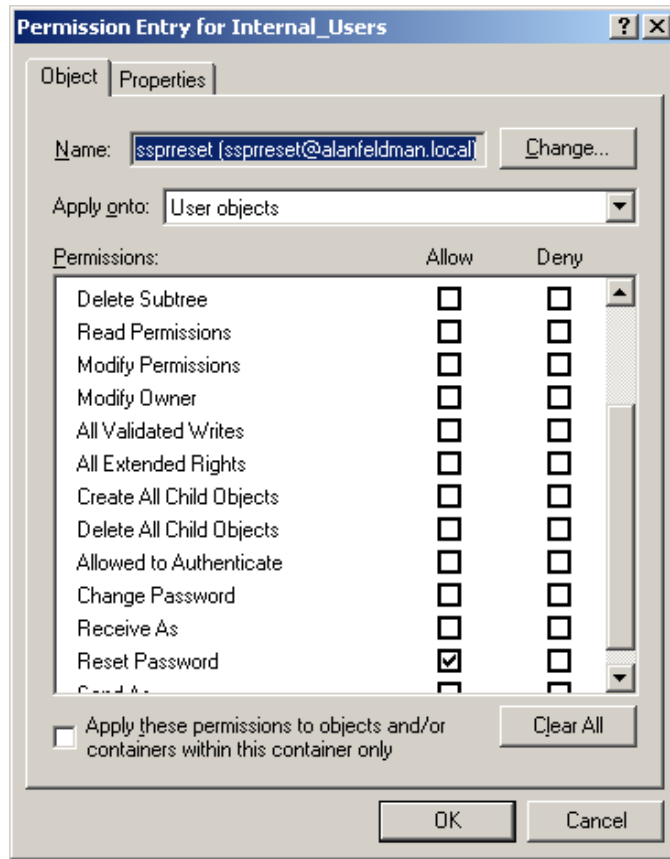 Permission Entry for Internal_Users
Object Properties
Name: ssprreset (ssprreset@alanfeldman.local) Change...
Apply onto: User objects
Permissions: Allow Deny
Delete Subtree
Read Permissions
Modify Permissions
Modify Owner
All Validated Writes
All Extended Rights
Create All Child Objects
Delete All Child Objects
Allowed to Authenticate
Change Password
Receive As
Reset Password
Send As
Apply these permissions to objects and/or
containers within this container only
Clear All
OK Cancel